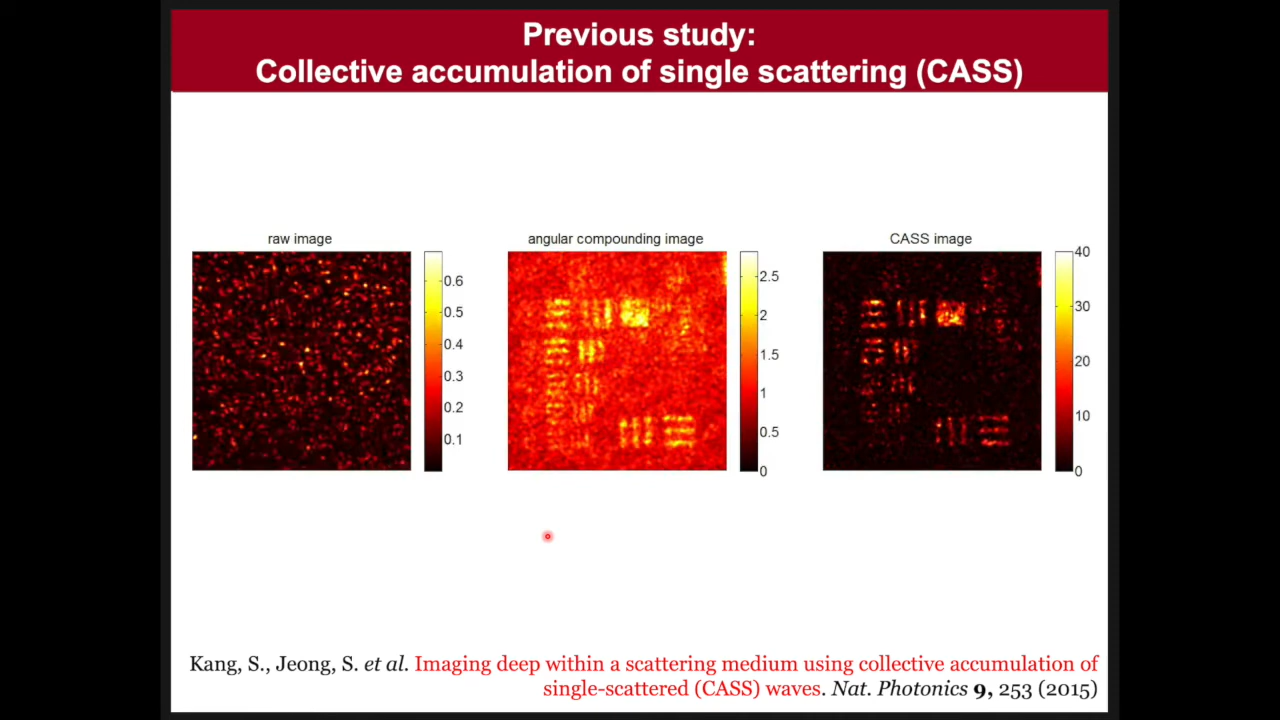 Previous study:
Collective accumulation of single scattering (CASS)
raw image
0.6
0.5
0.4
0.3
0.2
0.1
angular compounding image
2.5
2
1.5
1
0.5
0
CASS image
40
30
20
10
0
Kang, S., Jeong, S. et al. Imaging deep within a scattering medium using collective accumulation of
single-scattered (CASS) waves. Nat. Photonics 9, 253 (2015)